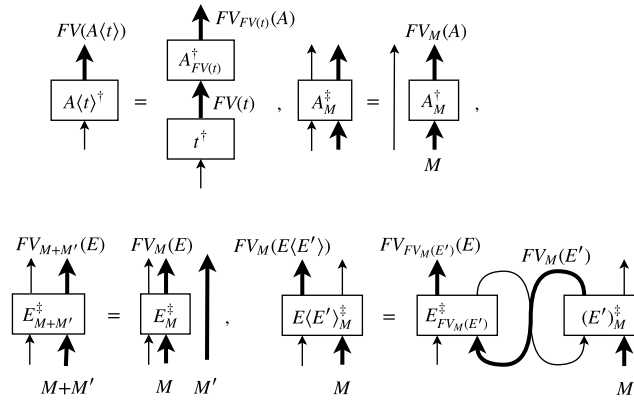 FV(A⟨t⟩)
A⟨t⟩†
=
FV_{FV(t)}(A)
A†_{FV(t)}
FV(t)
t†
,
A‡_M
=
FV_M(A)
A†_M
M
,
FV_{M+M′}(E)
E‡_{M+M′}
M+M′
=
FV_M(E)
E‡_M
M
M′
,
FV_M(E⟨E′⟩)
E⟨E′⟩‡_M
M
=
FV_{FV_M(E′)}(E)
E‡_{FV_M(E′)}
FV_M(E′)
(E′)‡_M
M